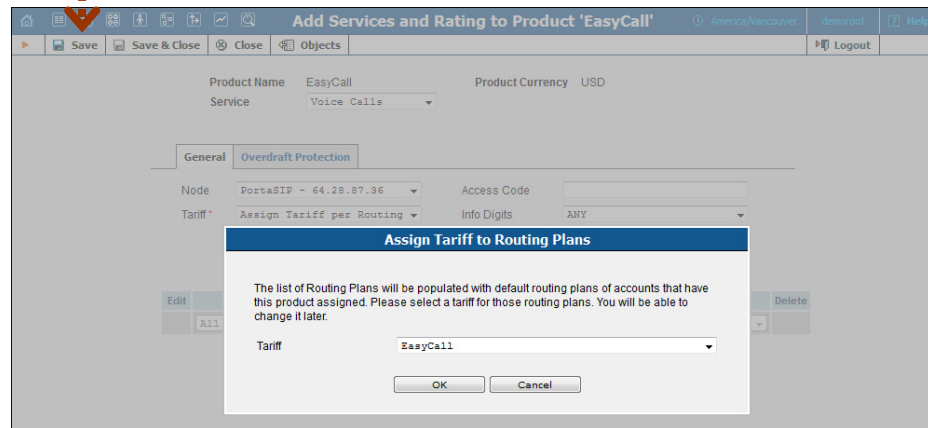 Add Services and Rating to Product 'EasyCall' America/Vancouver demoroot ? Help
Save Save & Close Close Objects Logout
Product Name EasyCall Product Currency USD
Service Voice Calls
General Overdraft Protection
Node PortaSIP - 64.28.87.36 Access Code
Tariff * Assign Tariff per Routing Info Digits ANY
Assign Tariff to Routing Plans
The list of Routing Plans will be populated with default routing plans of accounts that have
this product assigned. Please select a tariff for those routing plans. You will be able to
change it later.
Edit Delete
All
Tariff EasyCall
OK Cancel